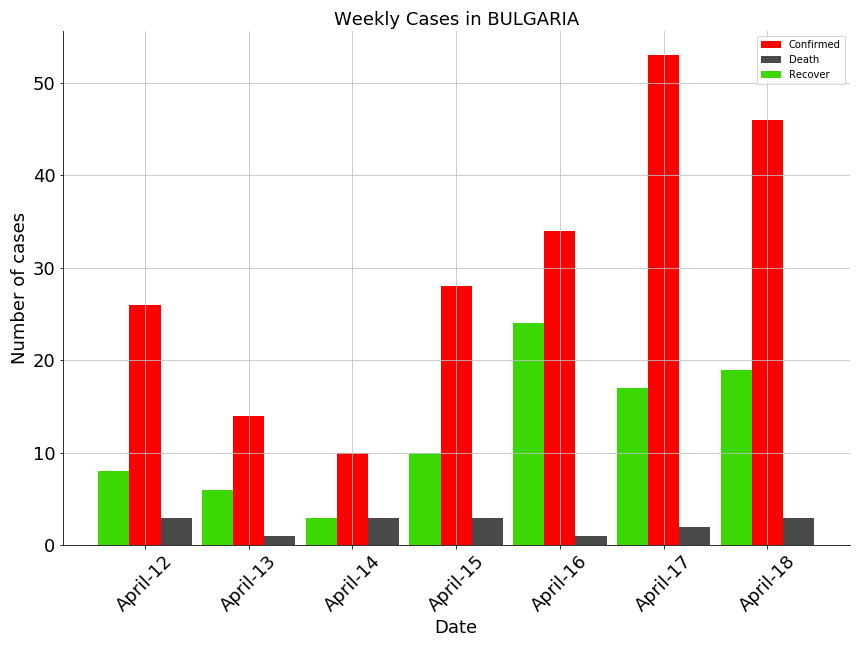 Weekly Cases in BULGARIA
Confirmed
Death
Recover
Number of cases
50
40
30
20
10
0
April-12
April-13
April-14
April-15
April-16
April-17
April-18
Date